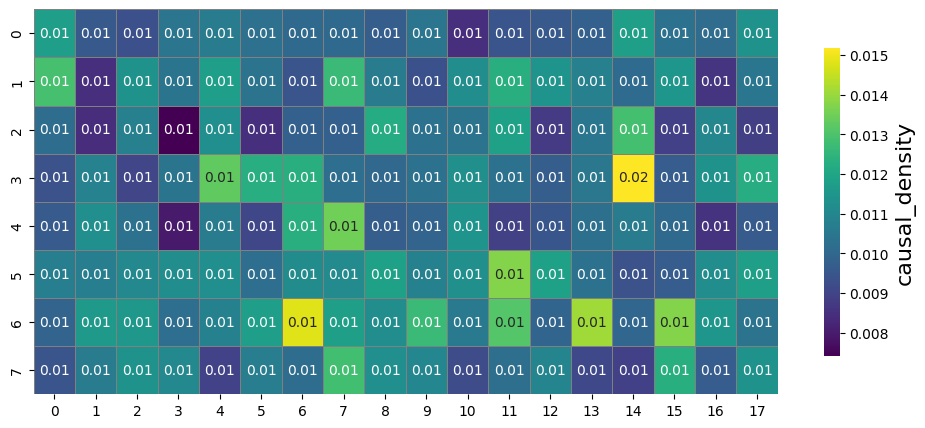 0 0.01 0.01 0.01 0.01 0.01 0.01 0.01 0.01 0.01 0.01 0.01 0.01 0.01 0.01 0.01 0.01 0.01 0.01
1 0.01 0.01 0.01 0.01 0.01 0.01 0.01 0.01 0.01 0.01 0.01 0.01 0.01 0.01 0.01 0.01 0.01 0.01
2 0.01 0.01 0.01 0.01 0.01 0.01 0.01 0.01 0.01 0.01 0.01 0.01 0.01 0.01 0.01 0.01 0.01 0.01
3 0.01 0.01 0.01 0.01 0.01 0.01 0.01 0.01 0.01 0.01 0.01 0.01 0.01 0.01 0.02 0.01 0.01 0.01
4 0.01 0.01 0.01 0.01 0.01 0.01 0.01 0.01 0.01 0.01 0.01 0.01 0.01 0.01 0.01 0.01 0.01 0.01
5 0.01 0.01 0.01 0.01 0.01 0.01 0.01 0.01 0.01 0.01 0.01 0.01 0.01 0.01 0.01 0.01 0.01 0.01
6 0.01 0.01 0.01 0.01 0.01 0.01 0.01 0.01 0.01 0.01 0.01 0.01 0.01 0.01 0.01 0.01 0.01 0.01
7 0.01 0.01 0.01 0.01 0.01 0.01 0.01 0.01 0.01 0.01 0.01 0.01 0.01 0.01 0.01 0.01 0.01 0.01
0 1 2 3 4 5 6 7 8 9 10 11 12 13 14 15 16 17
0.015
0.014
0.013
0.012
0.011
0.010
0.009
0.008
causal_density